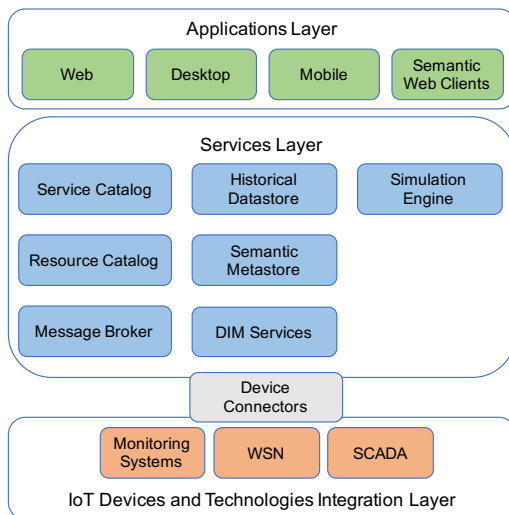 Applications Layer
Web
Desktop
Mobile
Semantic
Web Clients
Services Layer
Service Catalog
Historical
Datastore
Simulation
Engine
Resource Catalog
Semantic
Metastore
Message Broker
DIM Services
Device
Connectors
Monitoring
Systems
WSN
SCADA
IoT Devices and Technologies Integration Layer